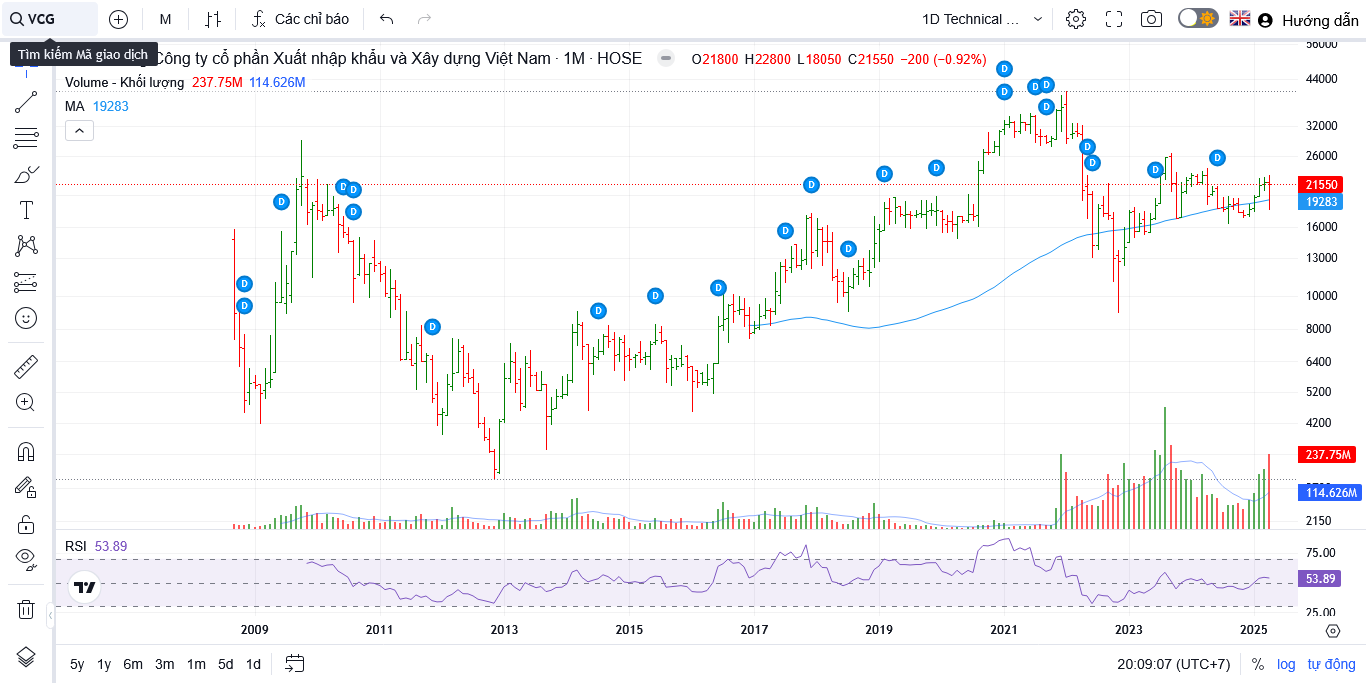 VCG
M
Các chỉ báo
1D Technical ...
Hướng dẫn
Tìm kiếm Mã giao dịch
Công ty cổ phần Xuất nhập khẩu và Xây dựng Việt Nam · 1M · HOSE
O21800 H22800 L18050 C21550 −200 (−0.92%)
Volume - Khối lượng 237.75M 114.626M
MA 19283
56000
44000
32000
26000
21550
19283
16000
13000
10000
8000
6400
5200
4200
237.75M
114.626M
2150
D D D D D D D D D D D D D D D D D D D D D D D
RSI 53.89
75.00
53.89
25.00
2009 2011 2013 2015 2017 2019 2021 2023 2025
5y 1y 6m 3m 1m 5d 1d
20:09:07 (UTC+7)
% log tự động